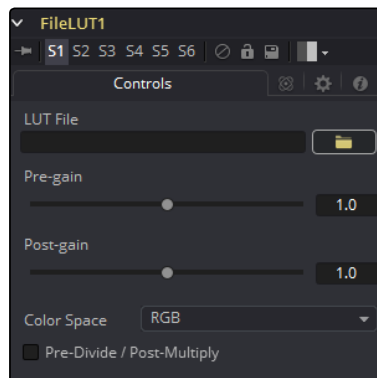 FileLUT1
S1 S2 S3 S4 S5 S6
Controls
LUT File
Pre-gain
1.0
Post-gain
1.0
Color Space RGB
Pre-Divide / Post-Multiply